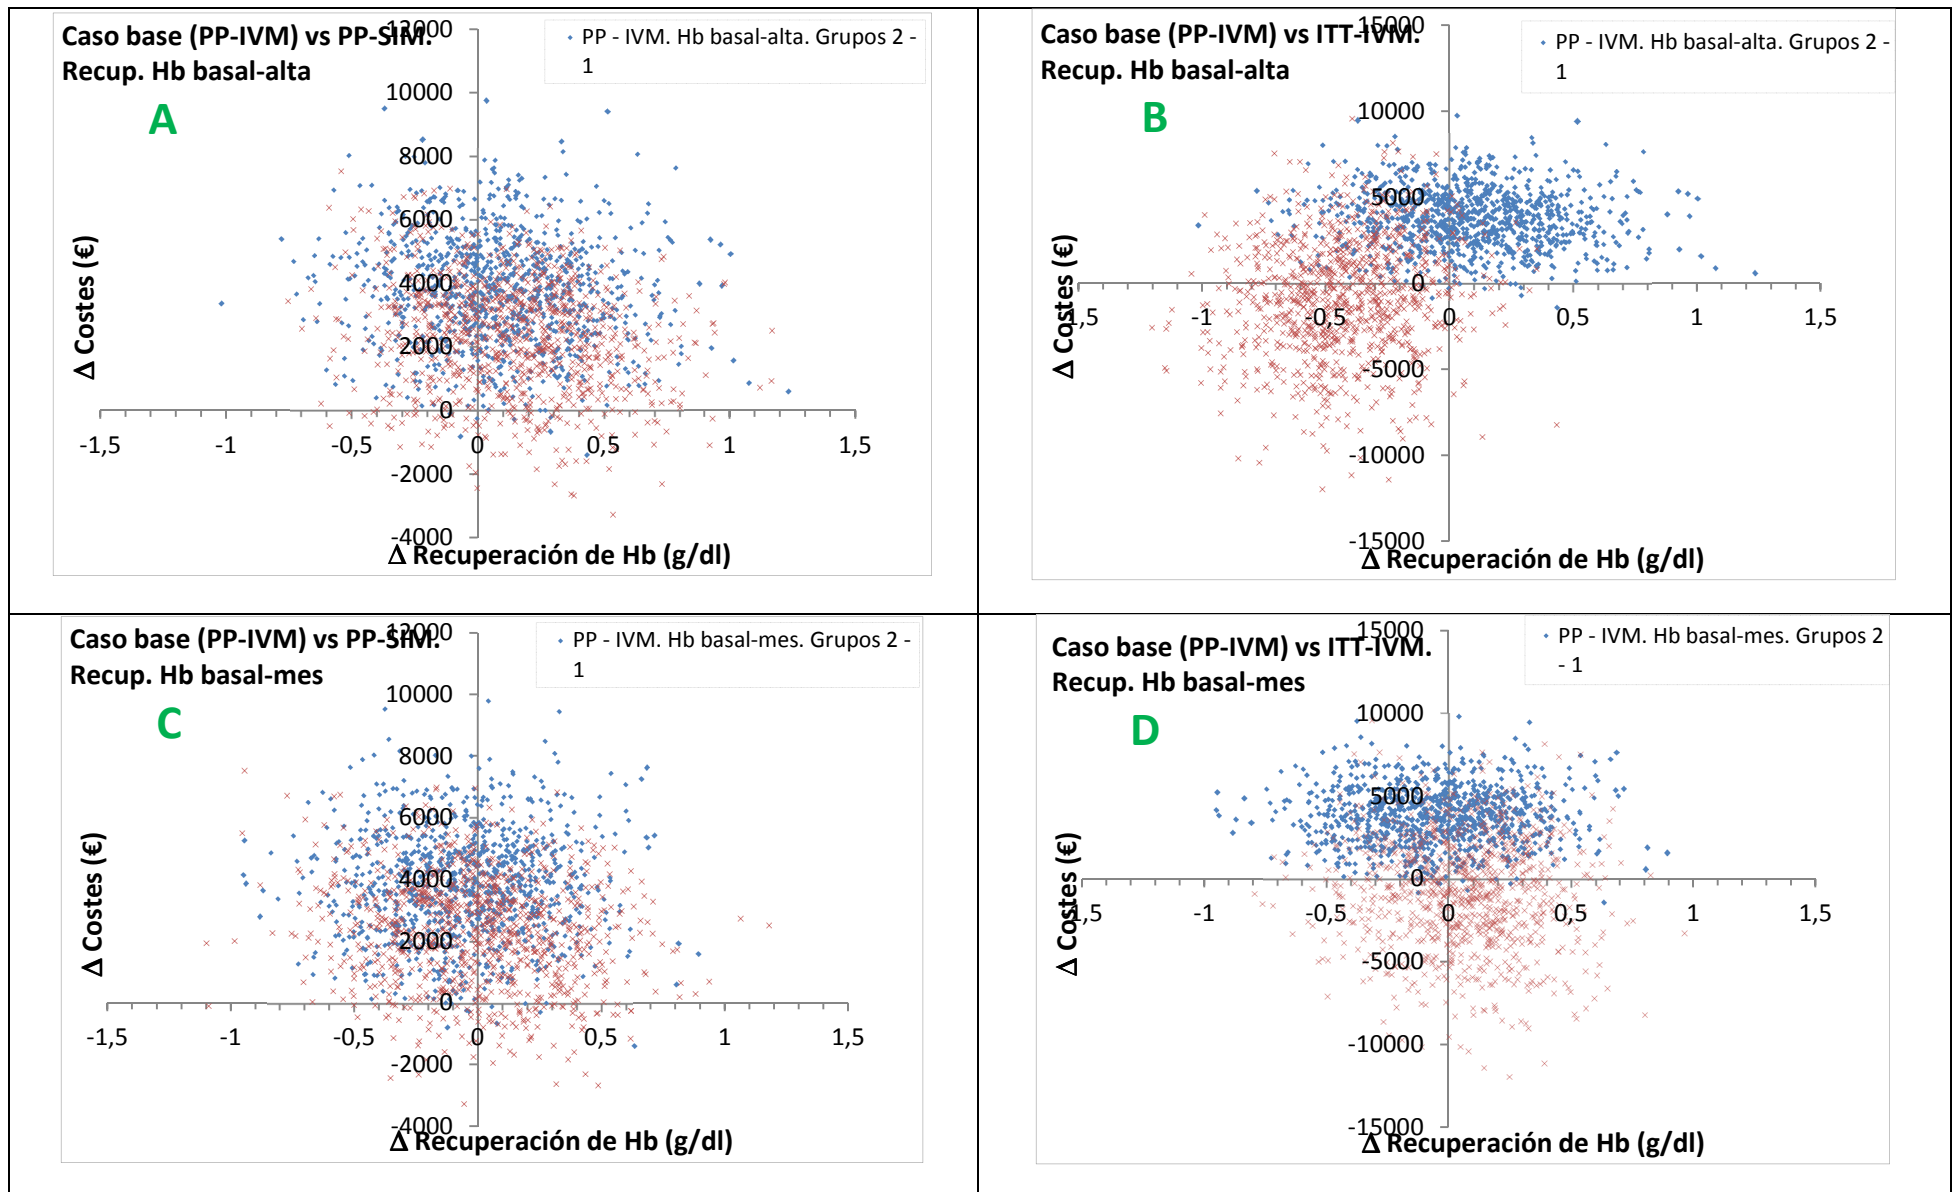 Caso base (PP-IVM) vs PP-SIM.
Recup. Hb basal-alta
A
PP - IVM. Hb basal-alta. Grupos 2 -
1
12000
10000
8000
6000
4000
2000
0
-2000
-4000
-1,5
-1
-0,5
0
0,5
1
1,5
Δ Costes (€)
Δ Recuperación de Hb (g/dl)
Caso base (PP-IVM) vs ITT-IVM.
Recup. Hb basal-alta
B
PP - IVM. Hb basal-alta. Grupos 2 -
1
15000
10000
5000
0
-5000
-10000
-15000
-1,5
-1
-0,5
0
0,5
1
1,5
Δ Costes (€)
Δ Recuperación de Hb (g/dl)
Caso base (PP-IVM) vs PP-SIM.
Recup. Hb basal-mes
C
PP - IVM. Hb basal-mes. Grupos 2 -
1
12000
10000
8000
6000
4000
2000
0
-2000
-4000
-1,5
-1
-0,5
0
0,5
1
1,5
Δ Costes (€)
Δ Recuperación de Hb (g/dl)
Caso base (PP-IVM) vs ITT-IVM.
Recup. Hb basal-mes
D
PP - IVM. Hb basal-mes. Grupos 2
- 1
15000
10000
5000
0
-5000
-10000
-15000
-1,5
-1
-0,5
0
0,5
1
1,5
Δ Costes (€)
Δ Recuperación de Hb (g/dl)